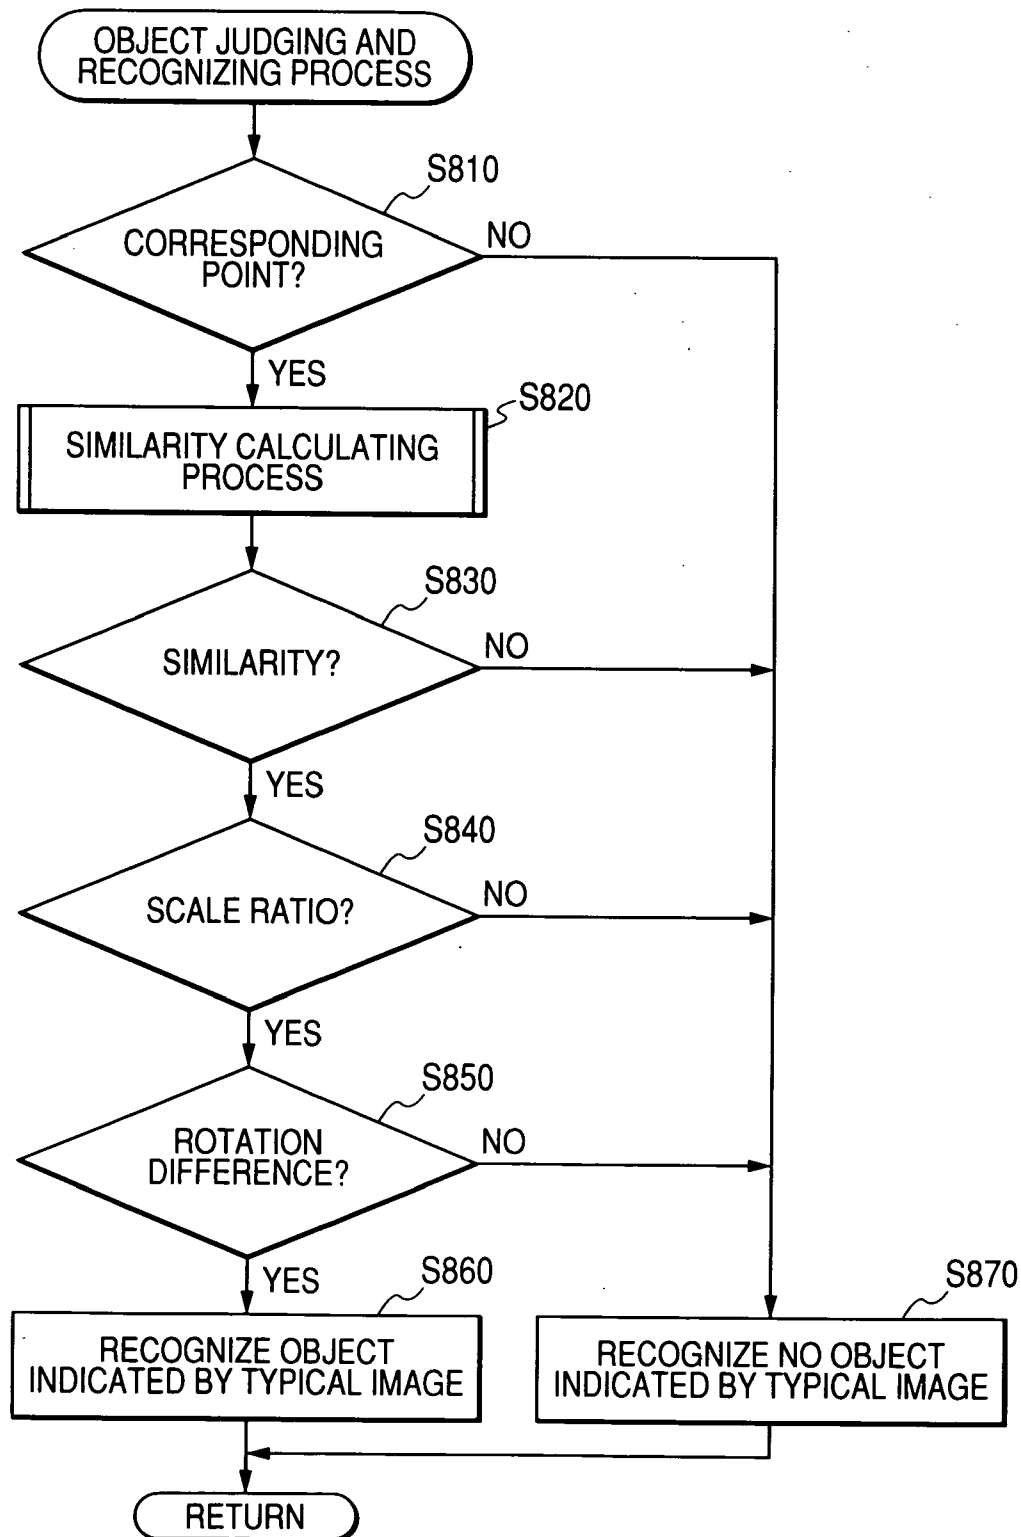 OBJECT JUDGING AND
RECOGNIZING PROCESS
S810
CORRESPONDING
POINT?
NO
YES
S820
SIMILARITY CALCULATING
PROCESS
S830
SIMILARITY?
NO
YES
S840
SCALE RATIO?
NO
YES
S850
ROTATION
DIFFERENCE?
NO
YES
S860
RECOGNIZE OBJECT
INDICATED BY TYPICAL IMAGE
S870
RECOGNIZE NO OBJECT
INDICATED BY TYPICAL IMAGE
RETURN